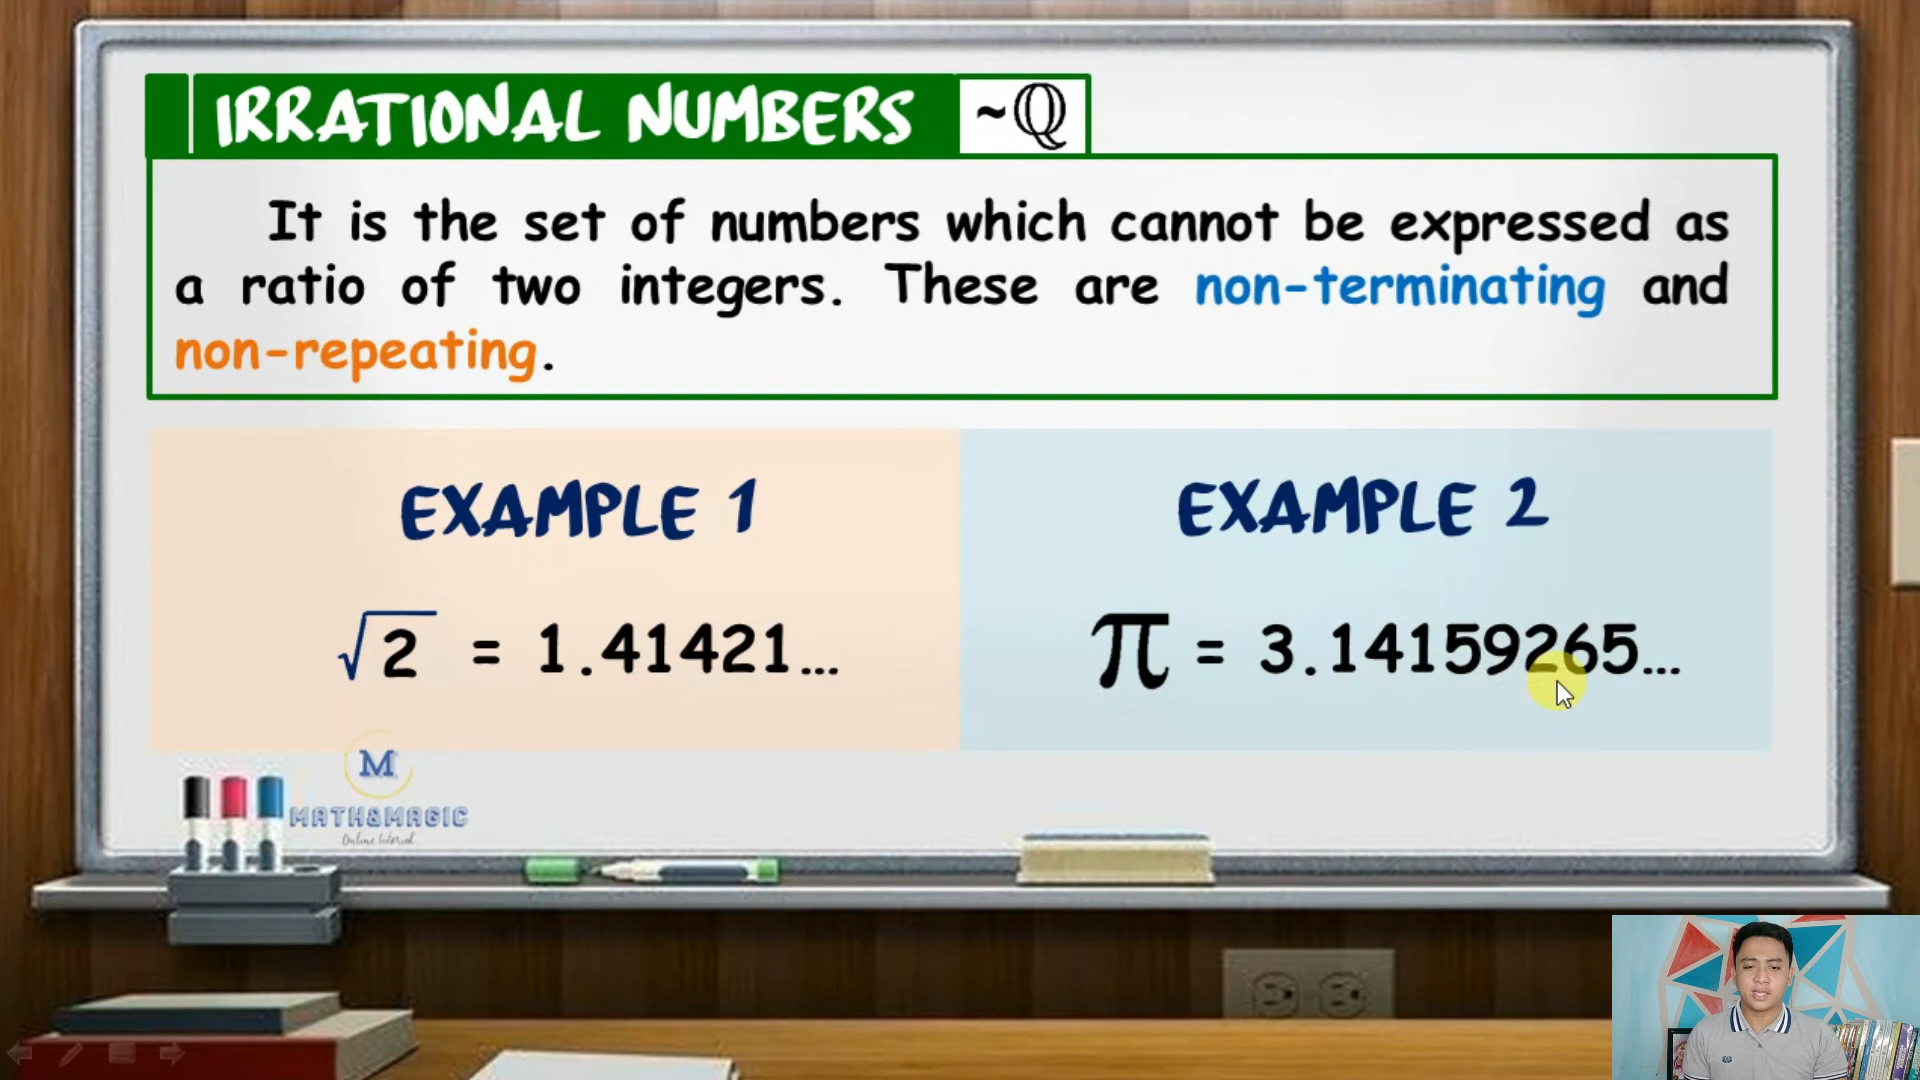 IRRATIONAL NUMBERS ~ℚ
It is the set of numbers which cannot be expressed as
a ratio of two integers. These are non-terminating and
non-repeating.
EXAMPLE 1
√2 = 1.41421...
EXAMPLE 2
π = 3.14159265...
M
MATH&MAGIC
Online Tutorial